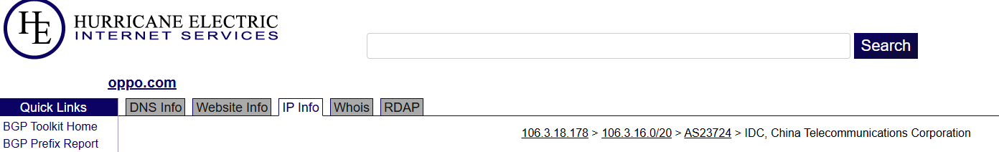 HE
HURRICANE ELECTRIC
INTERNET SERVICES
Search
oppo.com
Quick Links
DNS Info Website Info IP Info Whois RDAP
BGP Toolkit Home
BGP Prefix Report
106.3.18.178 > 106.3.16.0/20 > AS23724 > IDC, China Telecommunications Corporation